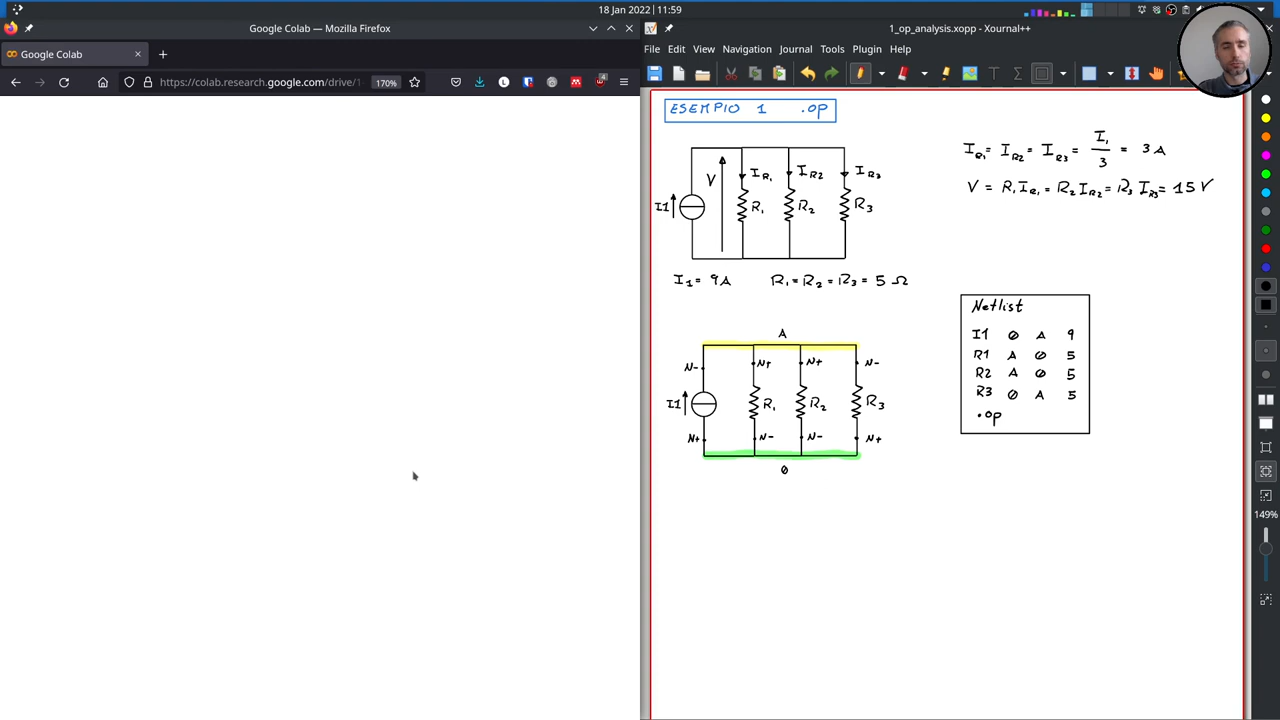 18 Jan 2022 | 11:59
Google Colab — Mozilla Firefox
Google Colab
https://colab.research.google.com/drive/1
170%
4
1_op_analysis.xopp - Xournal++
File Edit View Navigation Journal Tools Plugin Help
149%
ESEMPIO 1 .op
V
I1
IR1
IR2
IR3
R1
R2
R3
I1 = 9A R1 = R2 = R3 = 5 Ω
IR1 = IR2 = IR3 = I1/3 = 3 A
V = R1 IR1 = R2 IR2 = R3 IR3 = 15 V
A
N- N+ N+ N-
I1 R1 R2 R3
N+ N- N- N+
0
Netlist
I1 0 A 9
R1 A 0 5
R2 A 0 5
R3 0 A 5
.op